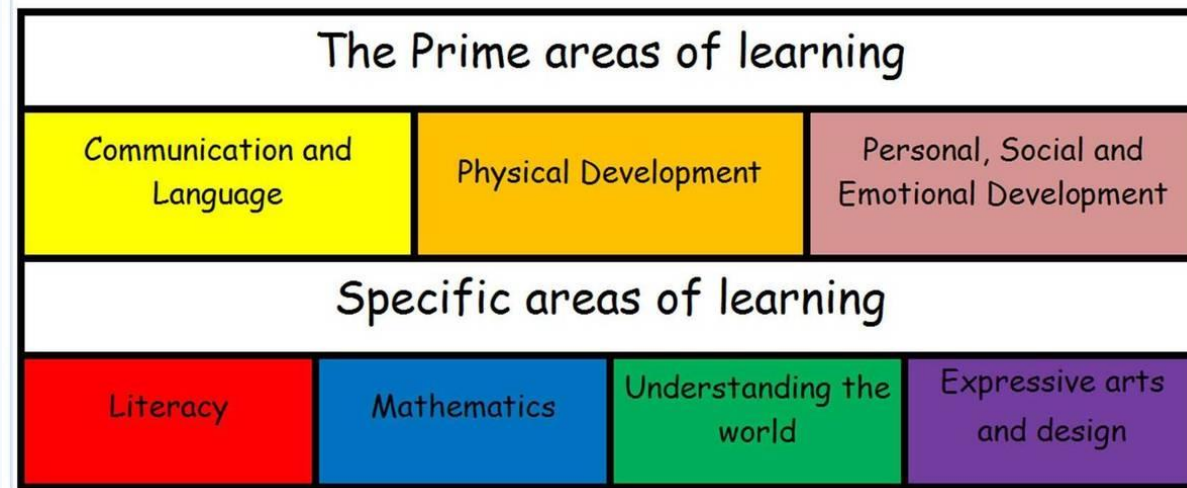 The Prime areas of learning
Communication and
Language
Physical Development
Personal, Social and
Emotional Development
Specific areas of learning
Literacy
Mathematics
Understanding the
world
Expressive arts
and design